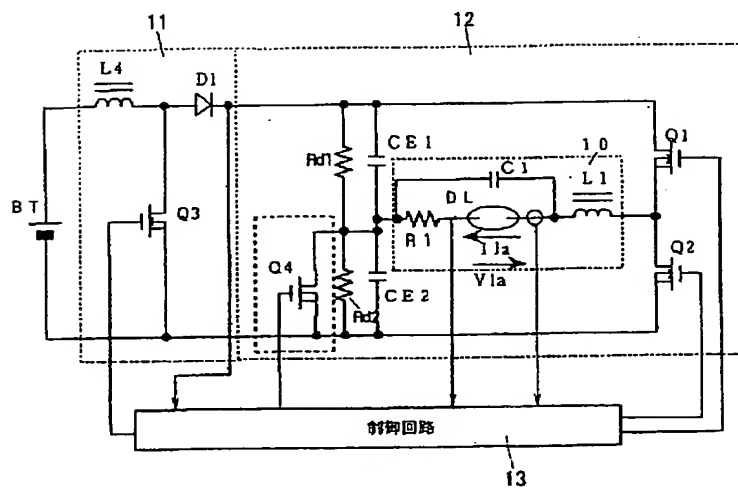 11
12
L4
D1
Q1
CE1
10
Rd1
C1
L1
BT
DL
Q3
R1
Q2
Q4
Ila
Vla
CE2
Rd2
制御回路
13